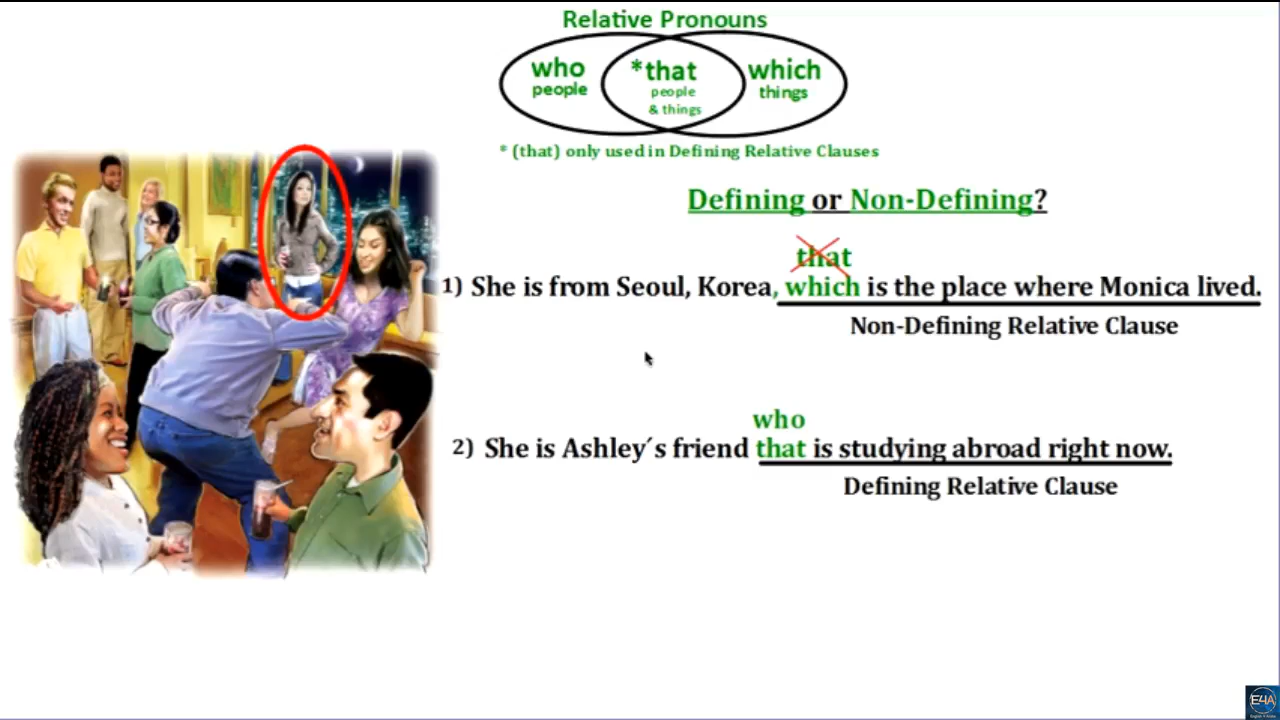 Relative Pronouns
who *that which
people people things
& things
* (that) only used in Defining Relative Clauses
Defining or Non-Defining?
that
1) She is from Seoul, Korea, which is the place where Monica lived.
Non-Defining Relative Clause
who
2) She is Ashley´s friend that is studying abroad right now.
Defining Relative Clause
E4A